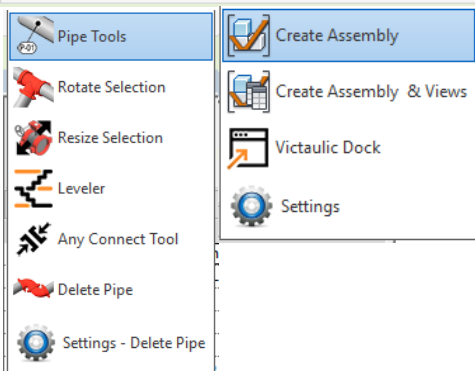 Pipe Tools
P-01
Rotate Selection
Resize Selection
Leveler
Any Connect Tool
Delete Pipe
Settings - Delete Pipe
Create Assembly
Create Assembly & Views
Victaulic Dock
Settings